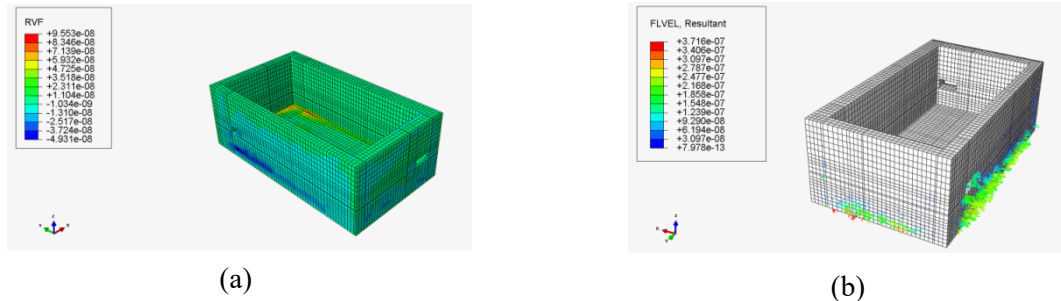 RVF
+9.553e-08
+8.346e-08
+7.139e-08
+5.932e-08
+4.725e-08
+3.518e-08
+2.311e-08
+1.104e-08
-1.034e-09
-1.310e-08
-2.517e-08
-3.724e-08
-4.931e-08
Z
Y
X
(a)
FLVEL, Resultant
+3.716e-07
+3.406e-07
+3.097e-07
+2.787e-07
+2.477e-07
+2.168e-07
+1.858e-07
+1.548e-07
+1.239e-07
+9.290e-08
+6.194e-08
+3.097e-08
+7.978e-13
Z
X
Y
(b)